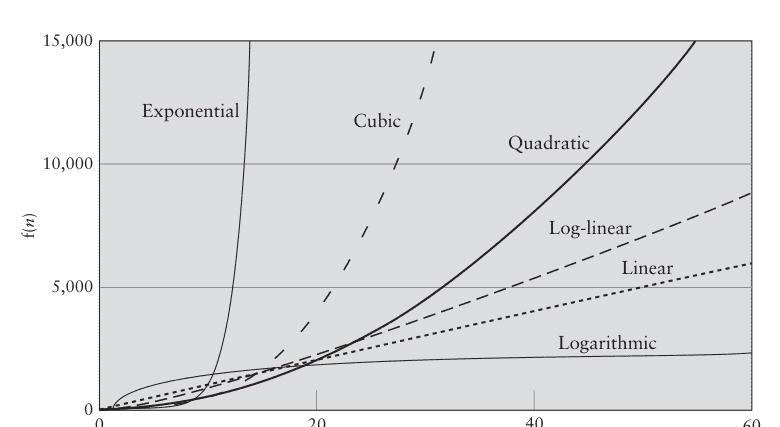 15,000
Exponential
Cubic
Quadratic
10,000
f(n)
Log-linear
Linear
5,000
Logarithmic
0
0
20
40
60